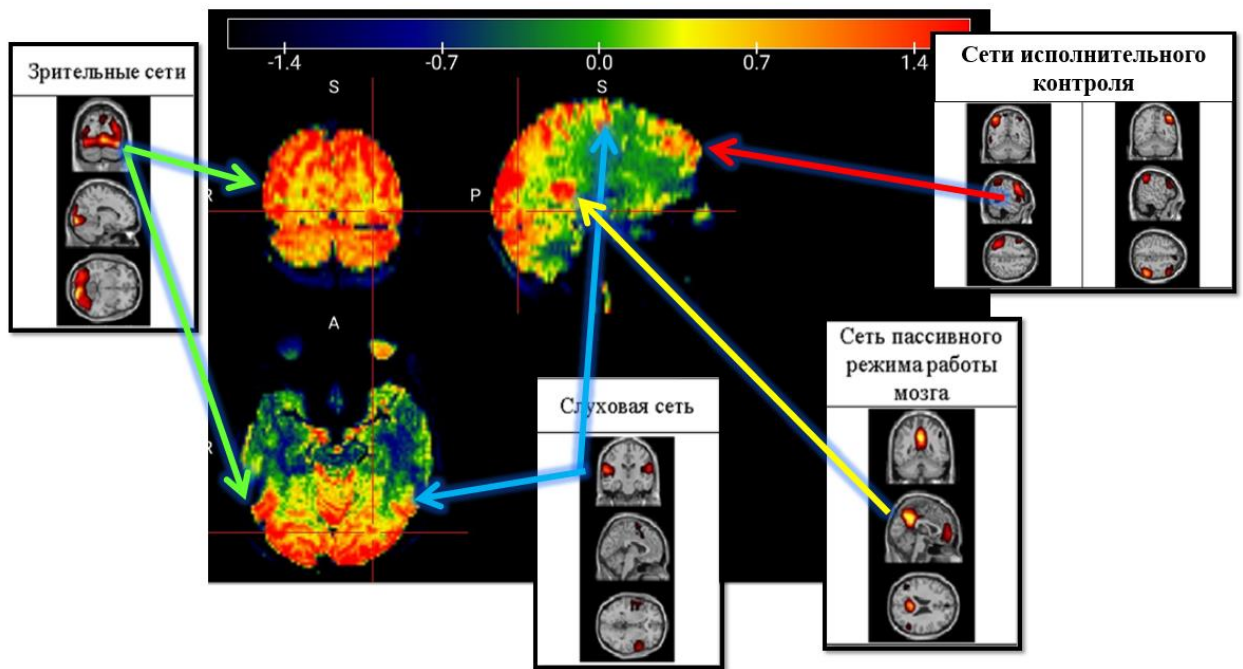 -1.4 -0.7 0.0 0.7 1.4
Зрительные сети
Сети исполнительного
контроля
S
S
R
P
A
R
Слуховая сеть
Сеть пассивного
режима работы
мозга